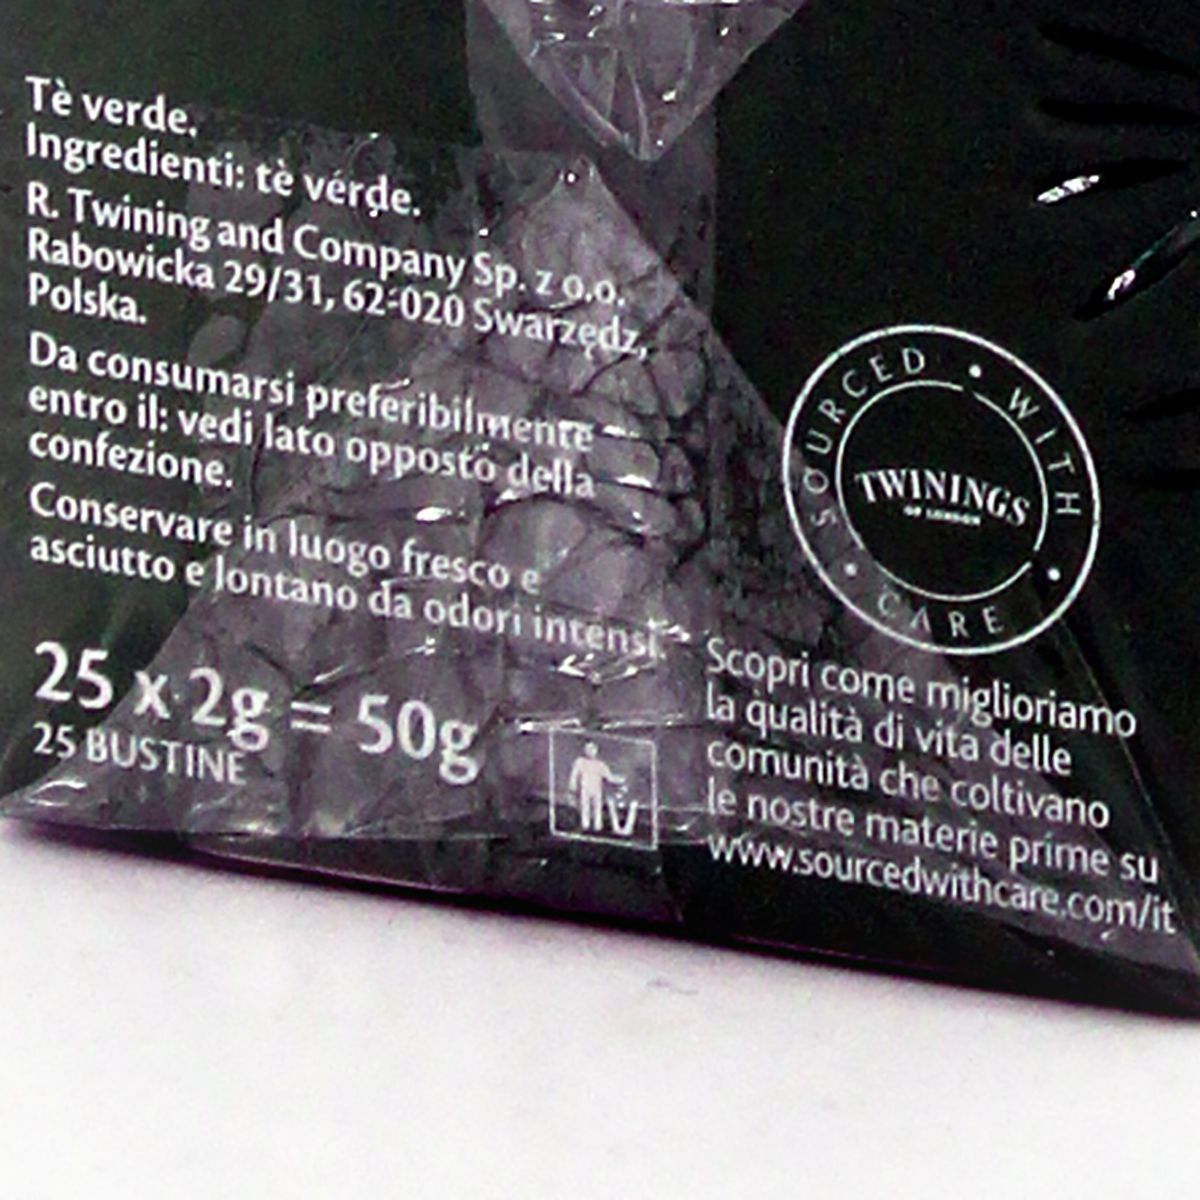 Tè verde.
Ingredienti: tè verde.
R. Twining and Company Sp. z o.o.
Rabowicka 29/31, 62-020 Swarzędz,
Polska.
Da consumarsi preferibilmente
entro il: vedi lato opposto della
confezione.
Conservare in luogo fresco e
asciutto e lontano da odori intensi.
25 x 2g = 50g
25 BUSTINE
SOURCED • WITH • CARE •
TWININGS
OF LONDON
Scopri come miglioriamo
la qualità di vita delle
comunità che coltivano
le nostre materie prime su
www.sourcedwithcare.com/it